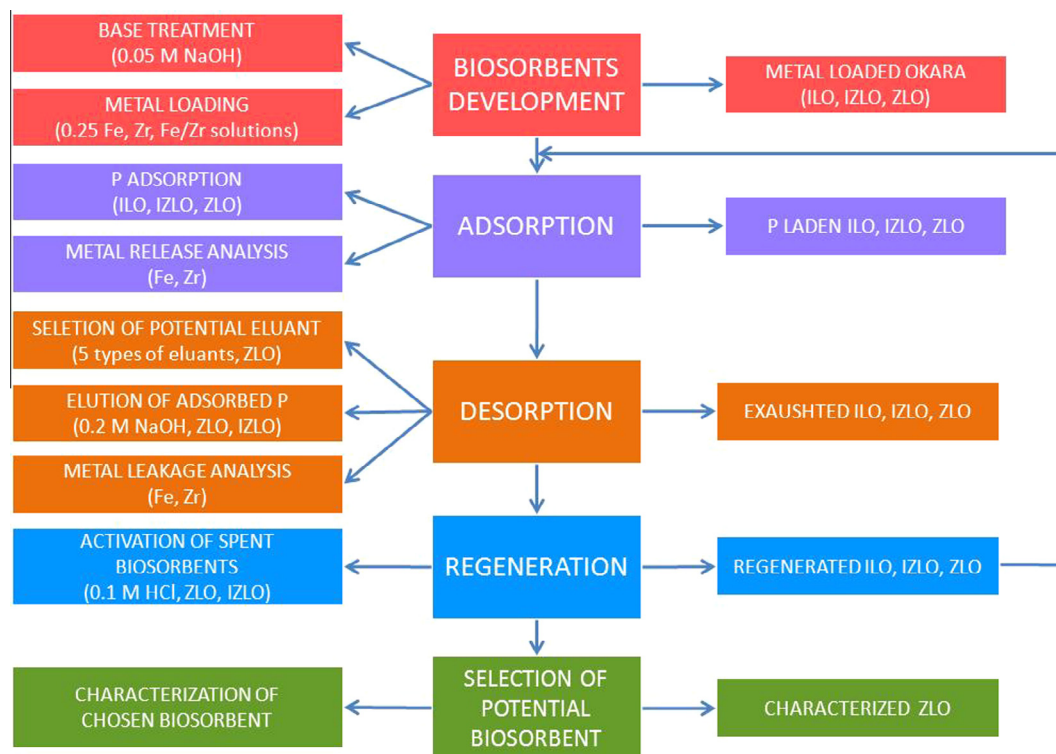 BASE TREATMENT
(0.05 M NaOH)
METAL LOADING
(0.25 Fe, Zr, Fe/Zr solutions)
BIOSORBENTS
DEVELOPMENT
METAL LOADED OKARA
(ILO, IZLO, ZLO)
P ADSORPTION
(ILO, IZLO, ZLO)
METAL RELEASE ANALYSIS
(Fe, Zr)
ADSORPTION
P LADEN ILO, IZLO, ZLO
SELETION OF POTENTIAL ELUANT
(5 types of eluants, ZLO)
ELUTION OF ADSORBED P
(0.2 M NaOH, ZLO, IZLO)
METAL LEAKAGE ANALYSIS
(Fe, Zr)
DESORPTION
EXAUSHTED ILO, IZLO, ZLO
ACTIVATION OF SPENT
BIOSORBENTS
(0.1 M HCl, ZLO, IZLO)
REGENERATION
REGENERATED ILO, IZLO, ZLO
CHARACTERIZATION OF
CHOSEN BIOSORBENT
SELECTION OF
POTENTIAL
BIOSORBENT
CHARACTERIZED ZLO